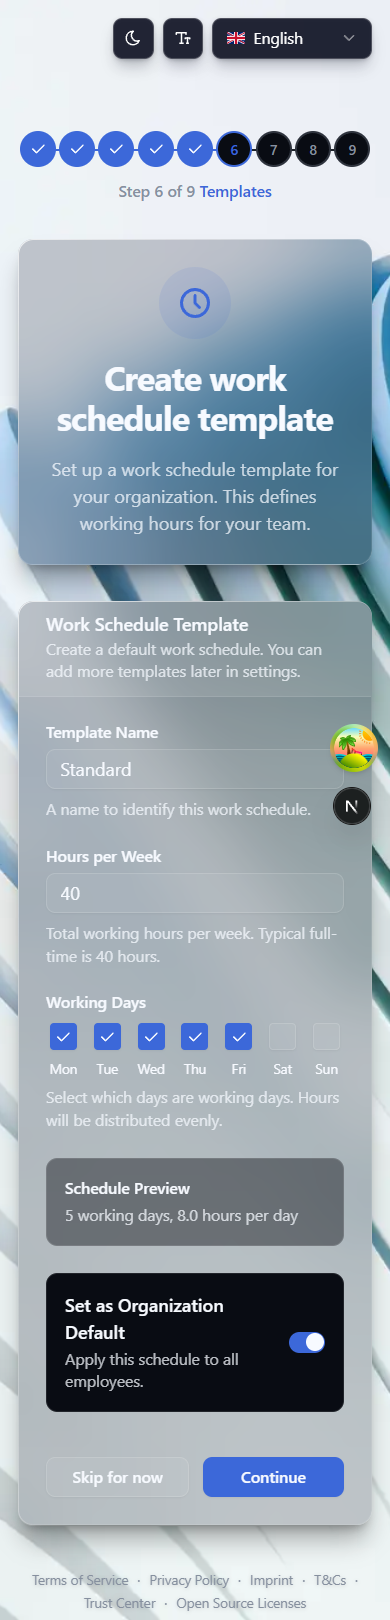 English
6 7 8 9
Step 6 of 9 Templates
Create work
schedule template
Set up a work schedule template for
your organization. This defines
working hours for your team.
Work Schedule Template
Create a default work schedule. You can
add more templates later in settings.
Template Name
Standard
A name to identify this work schedule.
N
Hours per Week
40
Total working hours per week. Typical full-
time is 40 hours.
Working Days
Mon Tue Wed Thu Fri Sat Sun
Select which days are working days. Hours
will be distributed evenly.
Schedule Preview
5 working days, 8.0 hours per day
Set as Organization
Default
Apply this schedule to all
employees.
Skip for now Continue
Terms of Service · Privacy Policy · Imprint · T&Cs ·
Trust Center · Open Source Licenses